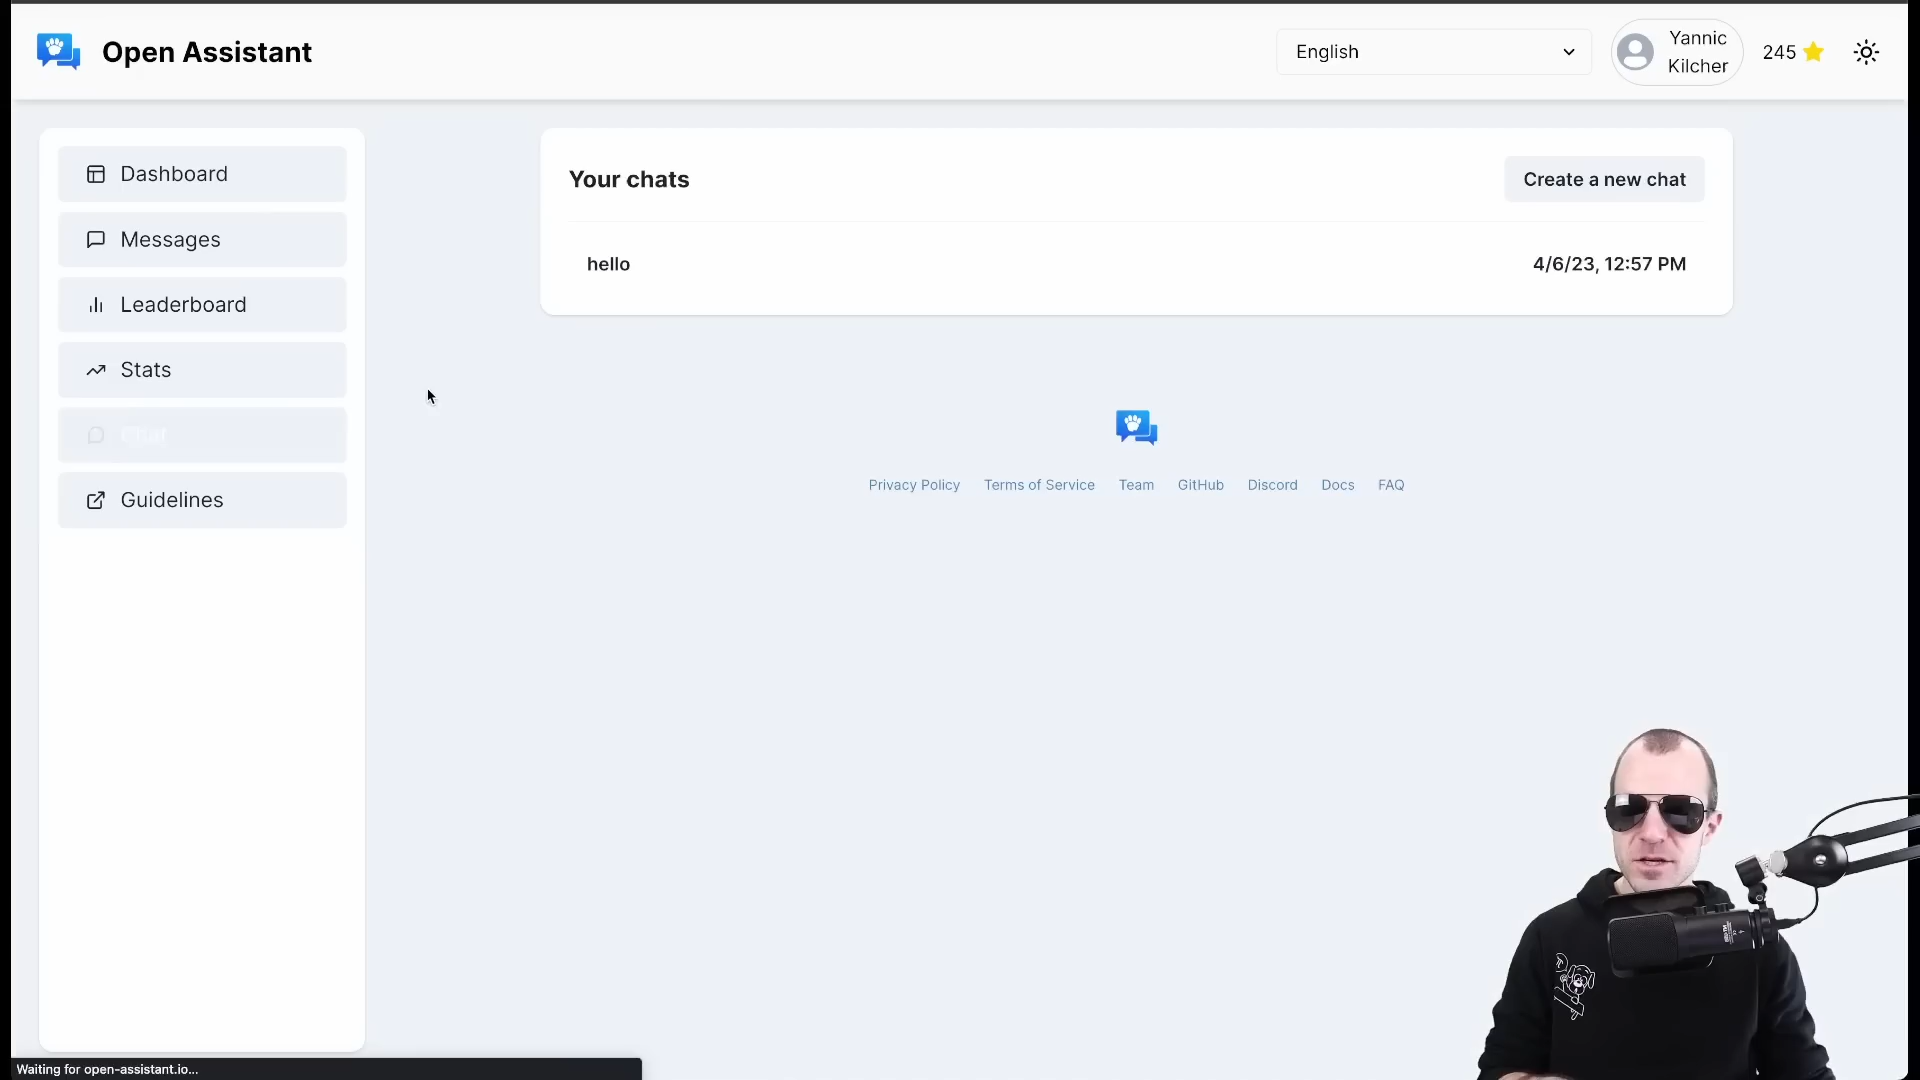 Open Assistant
English
Yannic
Kilcher
245
Dashboard
Messages
Leaderboard
Stats
Chat
Guidelines
Your chats
Create a new chat
hello
4/6/23, 12:57 PM
Privacy Policy
Terms of Service
Team
GitHub
Discord
Docs
FAQ
Waiting for open-assistant.io...